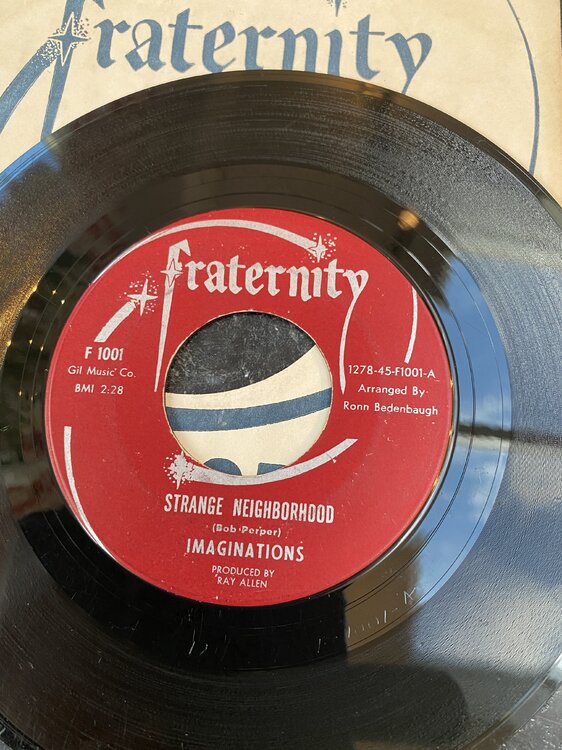 fraternity
fraternity
F 1001
Gil Music Co.
BMI 2:28
1278-45-F1001-A
Arranged By
Ronn Bedenbaugh
STRANGE NEIGHBORHOOD
(Bob Perper)
IMAGINATIONS
PRODUCED BY
RAY ALLEN